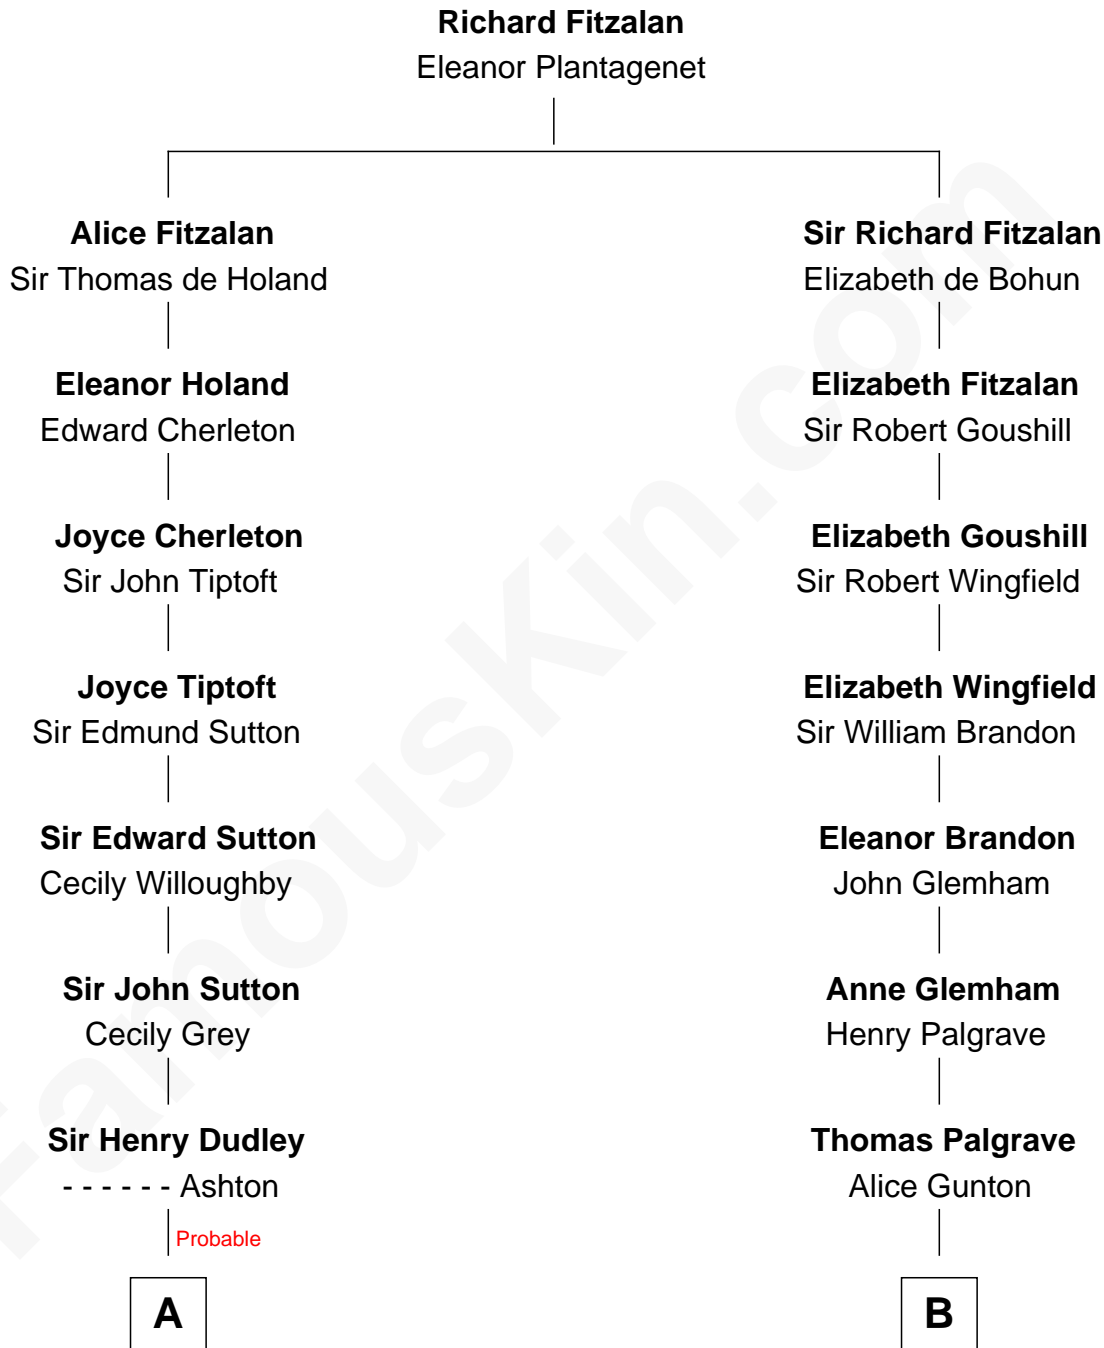 Richard Fitzalan
Eleanor Plantagenet
Alice Fitzalan
Sir Thomas de Holand
Eleanor Holand
Edward Cherleton
Joyce Cherleton
Sir John Tiptoft
Joyce Tiptoft
Sir Edmund Sutton
Sir Edward Sutton
Cecily Willoughby
Sir John Sutton
Cecily Grey
Sir Henry Dudley
- - - - - - Ashton
Probable
A
Sir Richard Fitzalan
Elizabeth de Bohun
Elizabeth Fitzalan
Sir Robert Goushill
Elizabeth Goushill
Sir Robert Wingfield
Elizabeth Wingfield
Sir William Brandon
Eleanor Brandon
John Glemham
Anne Glemham
Henry Palgrave
Thomas Palgrave
Alice Gunton
B
FamousKin.com